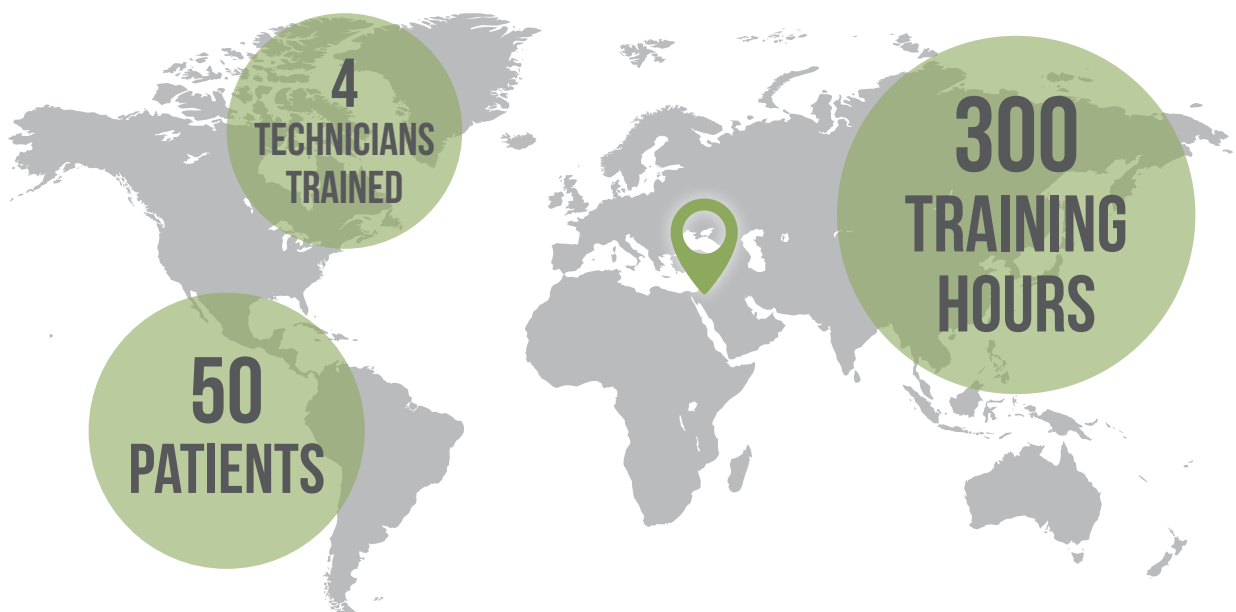 4
TECHNICIANS
TRAINED
300
TRAINING
HOURS
50
PATIENTS